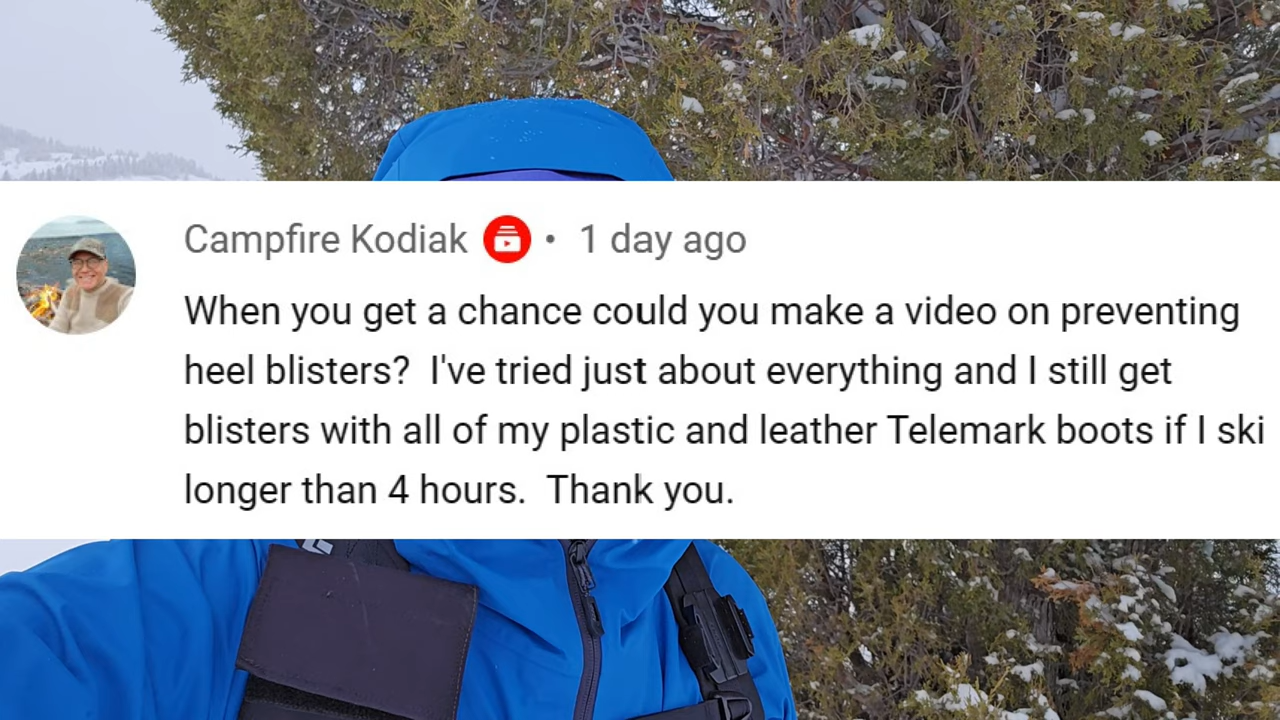 Campfire Kodiak • 1 day ago
When you get a chance could you make a video on preventing
heel blisters?  I've tried just about everything and I still get
blisters with all of my plastic and leather Telemark boots if I ski
longer than 4 hours.  Thank you.